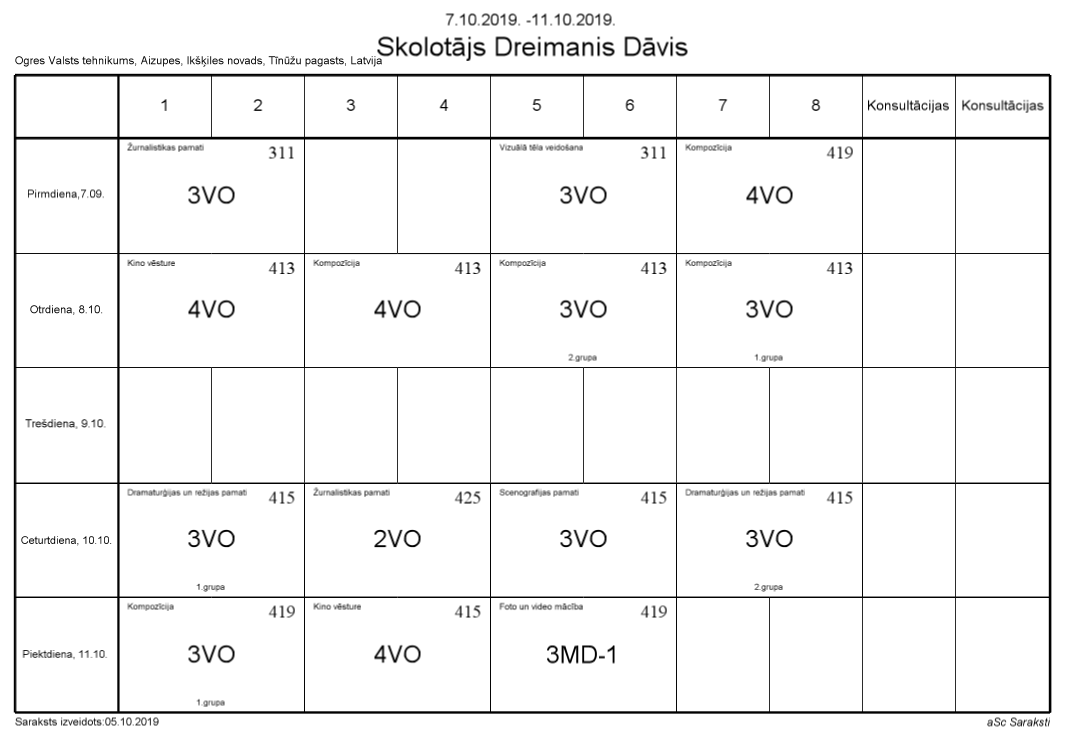 7.10.2019. -11.10.2019.
Skolotājs Dreimanis Dāvis
Ogres Valsts tehnikums, Aizupes, Ikšķiles novads, Tīnūžu pagasts, Latvija
1 2 3 4 5 6 7 8 Konsultācijas Konsultācijas
Žurnalistikas pamati 311 Vizuālā tēla veidošana 311 Kompozīcija 419
Pirmdiena,7.09. 3VO 3VO 4VO
Kino vēsture 413 Kompozīcija 413 Kompozīcija 413 Kompozīcija 413
Otrdiena, 8.10. 4VO 4VO 3VO 3VO
2.grupa 1.grupa
Trešdiena, 9.10.
Dramaturģijas un režijas pamati 415 Žurnalistikas pamati 425 Scenogrāfijas pamati 415 Dramaturģijas un režijas pamati 415
Ceturtdiena, 10.10. 3VO 2VO 3VO 3VO
1.grupa 2.grupa
Kompozīcija 419 Kino vēsture 415 Foto un video mācība 419
Piektdiena, 11.10. 3VO 4VO 3MD-1
1.grupa
Saraksts izveidots:05.10.2019 aSc Saraksti